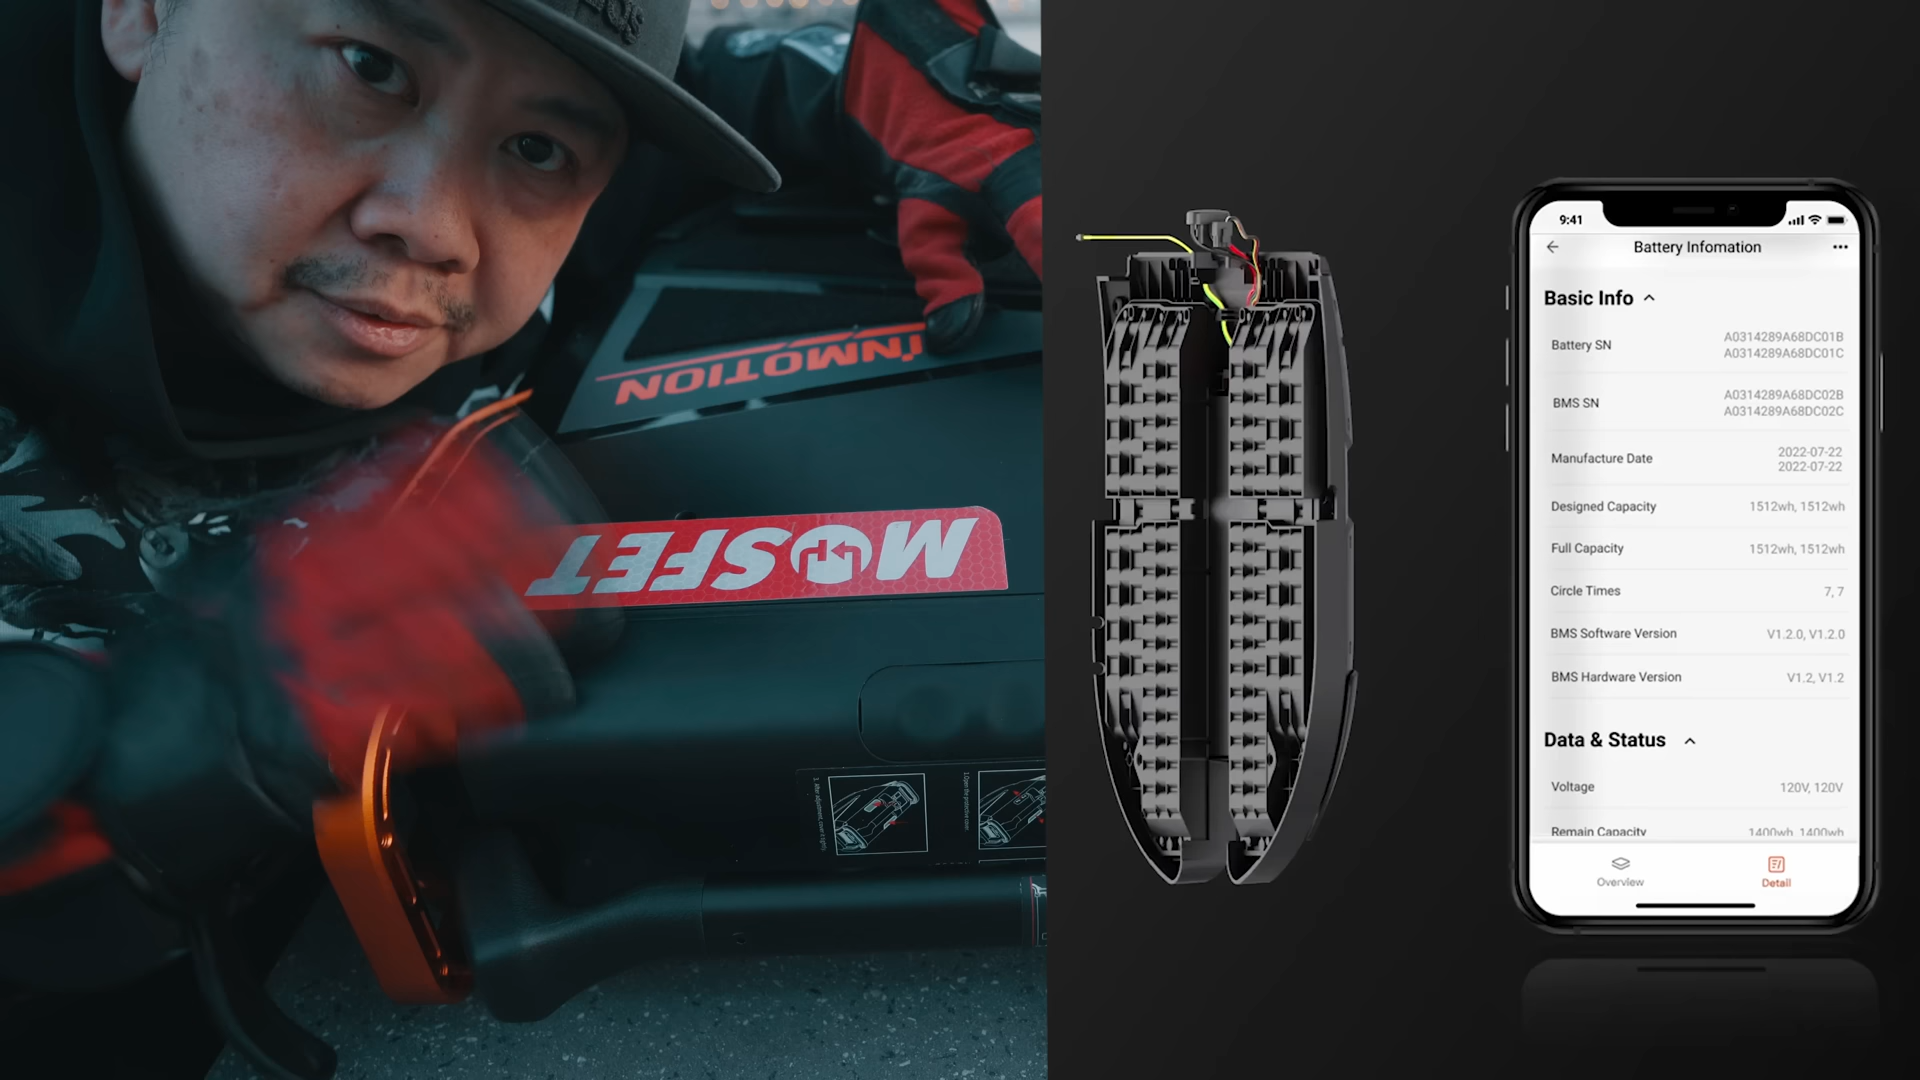 INMOTION
MOSFET
9:41
Battery Infomation
Basic Info
Battery SN
A0314289A68DC01B
A0314289A68DC01C
BMS SN
A0314289A68DC02B
A0314289A68DC02C
Manufacture Date
2022-07-22
2022-07-22
Designed Capacity
1512wh, 1512wh
Full Capacity
1512wh, 1512wh
Circle Times
7, 7
BMS Software Version
V1.2.0, V1.2.0
BMS Hardware Version
V1.2, V1.2
Data & Status
Voltage
120V, 120V
Remain Capacity
1400wh, 1400wh
Overview
Detail